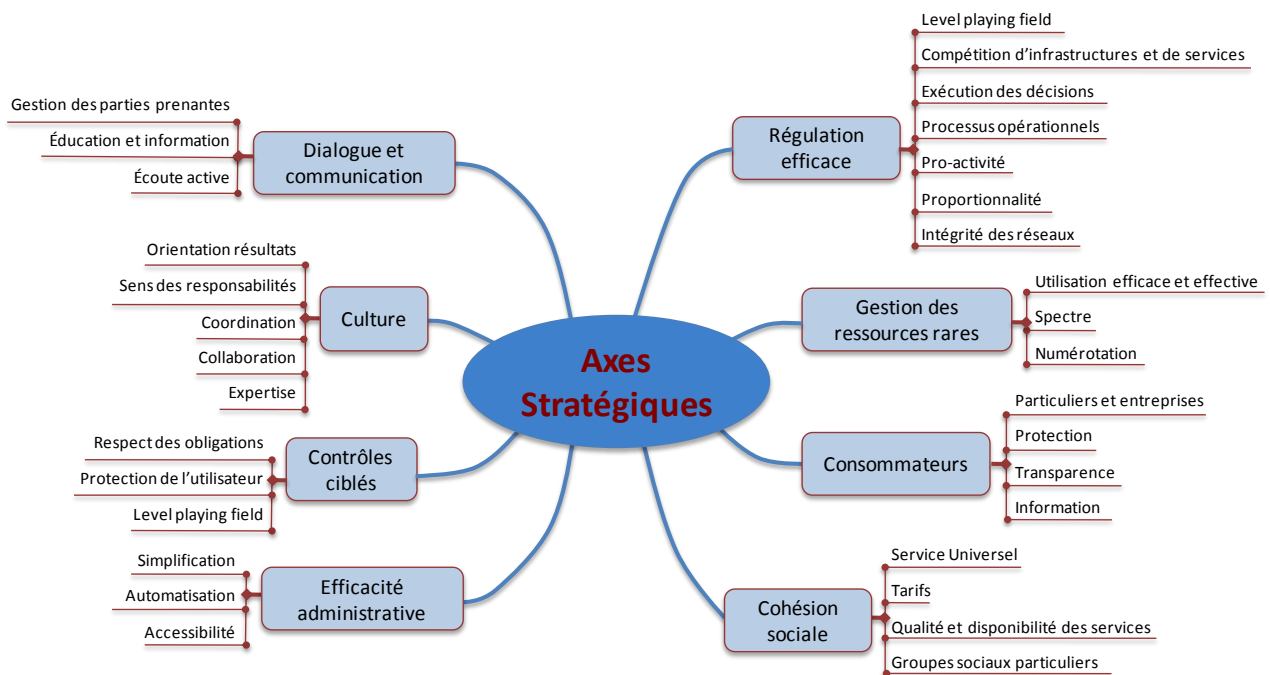 Axes
Stratégiques
Dialogue et
communication
Gestion des parties prenantes
Éducation et information
Écoute active
Culture
Orientation résultats
Sens des responsabilités
Coordination
Collaboration
Expertise
Contrôles
ciblés
Respect des obligations
Protection de l'utilisateur
Level playing field
Efficacité
administrative
Simplification
Automatisation
Accessibilité
Régulation
efficace
Level playing field
Compétition d'infrastructures et de services
Exécution des décisions
Processus opérationnels
Pro-activité
Proportionnalité
Intégrité des réseaux
Gestion des
ressources rares
Utilisation efficace et effective
Spectre
Numérotation
Consommateurs
Particuliers et entreprises
Protection
Transparence
Information
Cohésion
sociale
Service Universel
Tarifs
Qualité et disponibilité des services
Groupes sociaux particuliers